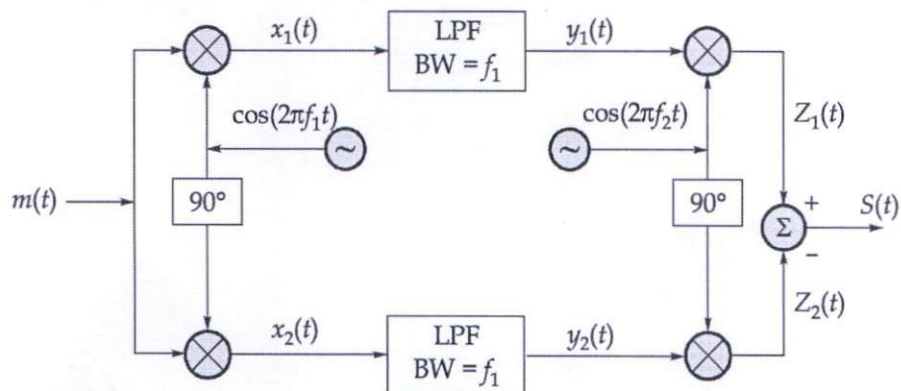 x₁(t)
LPF
BW = f₁
y₁(t)
cos(2πf₁t)
cos(2πf₂t)
Z₁(t)
~
~
m(t)
90°
90°
+
S(t)
Σ
−
x₂(t)
LPF
BW = f₁
y₂(t)
Z₂(t)